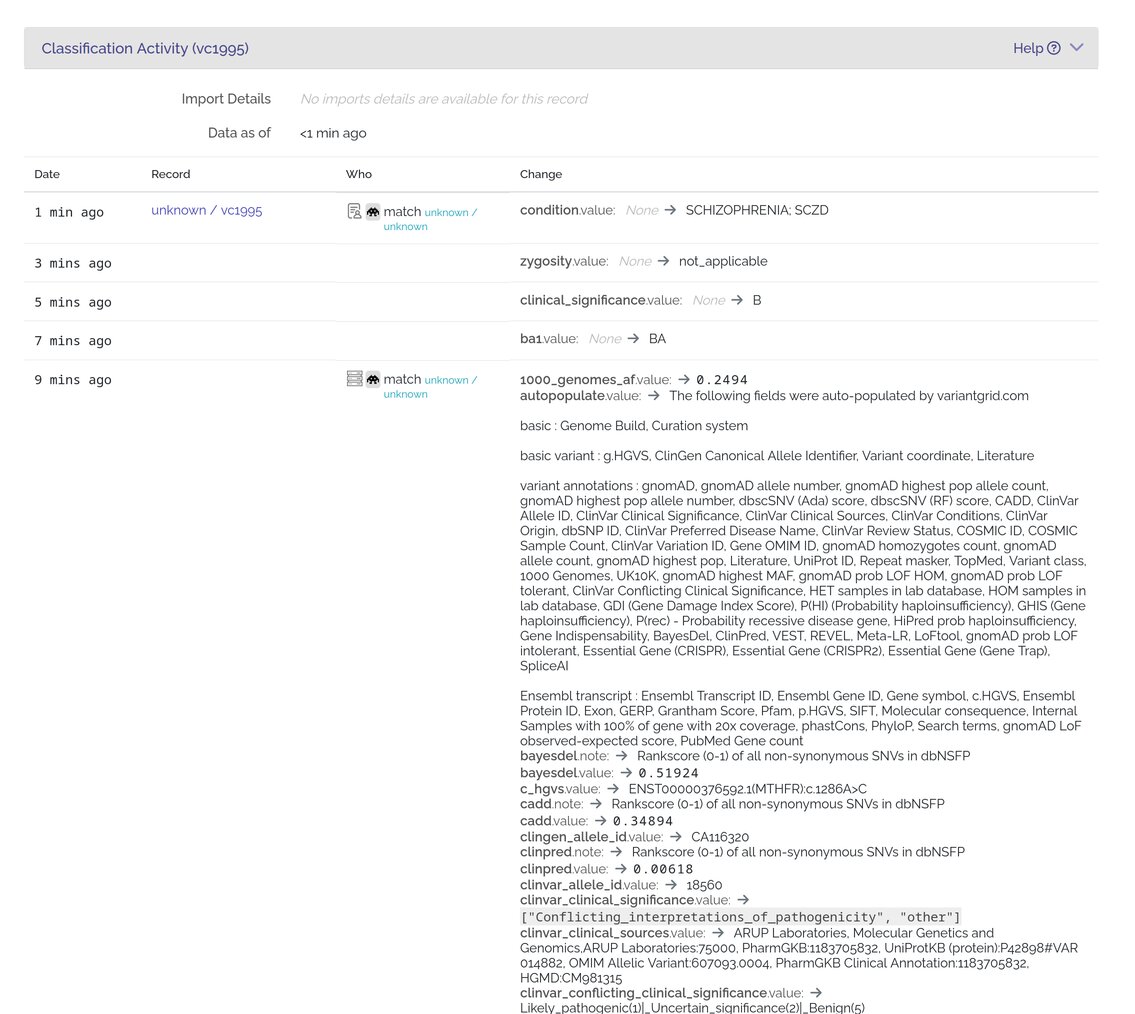 Classification Activity (vc1995)
Help
Import Details
No imports details are available for this record
Data as of
<1 min ago
Date Record Who Change
1 min ago unknown / vc1995 match unknown / condition.value: None → SCHIZOPHRENIA; SCZD
unknown
3 mins ago zygosity.value: None → not_applicable
5 mins ago clinical_significance.value: None → B
7 mins ago ba1.value: None → BA
9 mins ago match unknown / 1000_genomes_af.value: → 0.2494
unknown autopopulate.value: → The following fields were auto-populated by variantgrid.com
basic : Genome Build, Curation system
basic variant : g.HGVS, ClinGen Canonical Allele Identifier, Variant coordinate, Literature
variant annotations : gnomAD, gnomAD allele number, gnomAD highest pop allele count,
gnomAD highest pop allele number, dbscSNV (Ada) score, dbscSNV (RF) score, CADD, ClinVar
Allele ID, ClinVar Clinical Significance, ClinVar Clinical Sources, ClinVar Conditions, ClinVar
Origin, dbSNP ID, ClinVar Preferred Disease Name, ClinVar Review Status, COSMIC ID, COSMIC
Sample Count, ClinVar Variation ID, Gene OMIM ID, gnomAD homozygotes count, gnomAD
allele count, gnomAD highest pop, Literature, UniProt ID, Repeat masker, TopMed, Variant class,
1000 Genomes, UK10K, gnomAD highest MAF, gnomAD prob LOF HOM, gnomAD prob LOF
tolerant, ClinVar Conflicting Clinical Significance, HET samples in lab database, HOM samples in
lab database, GDI (Gene Damage Index Score), P(HI) (Probability haploinsufficiency), GHIS (Gene
haploinsufficiency), P(rec) - Probability recessive disease gene, HiPred prob haploinsufficiency,
Gene Indispensability, BayesDel, ClinPred, VEST, REVEL, Meta-LR, LoFtool, gnomAD prob LOF
intolerant, Essential Gene (CRISPR), Essential Gene (CRISPR2), Essential Gene (Gene Trap),
SpliceAI
Ensembl transcript : Ensembl Transcript ID, Ensembl Gene ID, Gene symbol, c.HGVS, Ensembl
Protein ID, Exon, GERP, Grantham Score, Pfam, p.HGVS, SIFT, Molecular consequence, Internal
Samples with 100% of gene with 20x coverage, phastCons, PhyloP, Search terms, gnomAD LoF
observed-expected score, PubMed Gene count
bayesdel.note: → Rankscore (0-1) of all non-synonymous SNVs in dbNSFP
bayesdel.value: → 0.51924
c_hgvs.value: → ENST00000376592.1(MTHFR):c.1286A>C
cadd.note: → Rankscore (0-1) of all non-synonymous SNVs in dbNSFP
cadd.value: → 0.34894
clingen_allele_id.value: → CA116320
clinpred.note: → Rankscore (0-1) of all non-synonymous SNVs in dbNSFP
clinpred.value: → 0.00618
clinvar_allele_id.value: → 18560
clinvar_clinical_significance.value: →
["Conflicting_interpretations_of_pathogenicity", "other"]
clinvar_clinical_sources.value: → ARUP Laboratories, Molecular Genetics and
Genomics,ARUP Laboratories:75000, PharmGKB:1183705832, UniProtKB (protein):P42898#VAR
014882, OMIM Allelic Variant:607093.0004, PharmGKB Clinical Annotation:1183705832,
HGMD:CM981315
clinvar_conflicting_clinical_significance.value: →
Likely_pathogenic(1)|_Uncertain_significance(2)|_Benign(5)